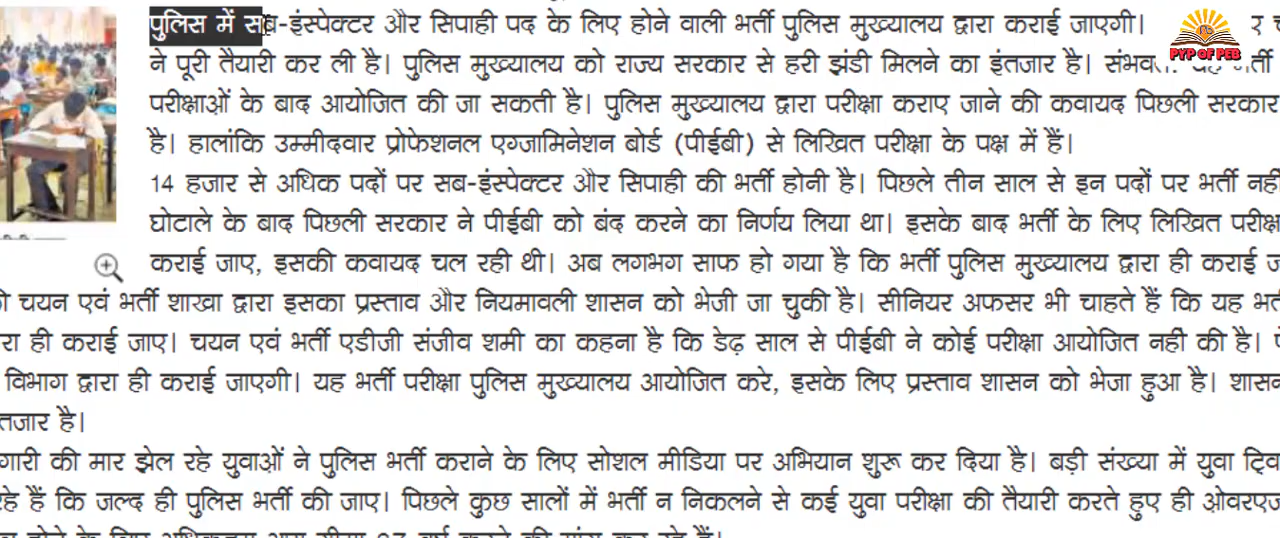 पुलिस में सब-इंस्पेक्टर और सिपाही पद के लिए होने वाली भर्ती पुलिस मुख्यालय द्वारा कराई जाएगी।
PYP OF PEB
ने पूरी तैयारी कर ली है। पुलिस मुख्यालय को राज्य सरकार से हरी झंडी मिलने का इंतजार है।
परीक्षाओं के बाद आयोजित की जा सकती है। पुलिस मुख्यालय द्वारा परीक्षा कराए जाने की कवायद पिछली सरकार
है। हालांकि उम्मीदवार प्रोफेशनल एग्जामिनेशन बोर्ड (पीईबी) से लिखित परीक्षा के पक्ष में हैं।
14 हजार से अधिक पदों पर सब-इंस्पेक्टर और सिपाही की भर्ती होनी है। पिछले तीन साल से इन पदों पर भर्ती नहीं
घोटाले के बाद पिछली सरकार ने पीईबी को बंद करने का निर्णय लिया था। इसके बाद भर्ती के लिए लिखित
कराई जाए, इसकी कवायद चल रही थी। अब लगभग साफ हो गया है कि भर्ती पुलिस मुख्यालय द्वारा ही कराई
चयन एवं भर्ती शाखा द्वारा इसका प्रस्ताव और नियमावली शासन को भेजी जा चुकी है। सीनियर अफसर भी चाहते हैं कि यह
ही कराई जाए। चयन एवं भर्ती एडीजी संजीव शमी का कहना है कि डेढ़ साल से पीईबी ने कोई परीक्षा आयोजित नहीं की है।
विभाग द्वारा ही कराई जाएगी। यह भर्ती परीक्षा पुलिस मुख्यालय आयोजित करे, इसके लिए प्रस्ताव शासन को भेजा हुआ है। शासन
तजार है।
गारी की मार झेल रहे युवाओं ने पुलिस भर्ती कराने के लिए सोशल मीडिया पर अभियान शुरू कर दिया है। बड़ी संख्या में युवा
रहे हैं कि जल्द ही पुलिस भर्ती की जाए। पिछले कुछ सालों में भर्ती न निकलने से कई युवा परीक्षा की तैयारी करते हुए ही